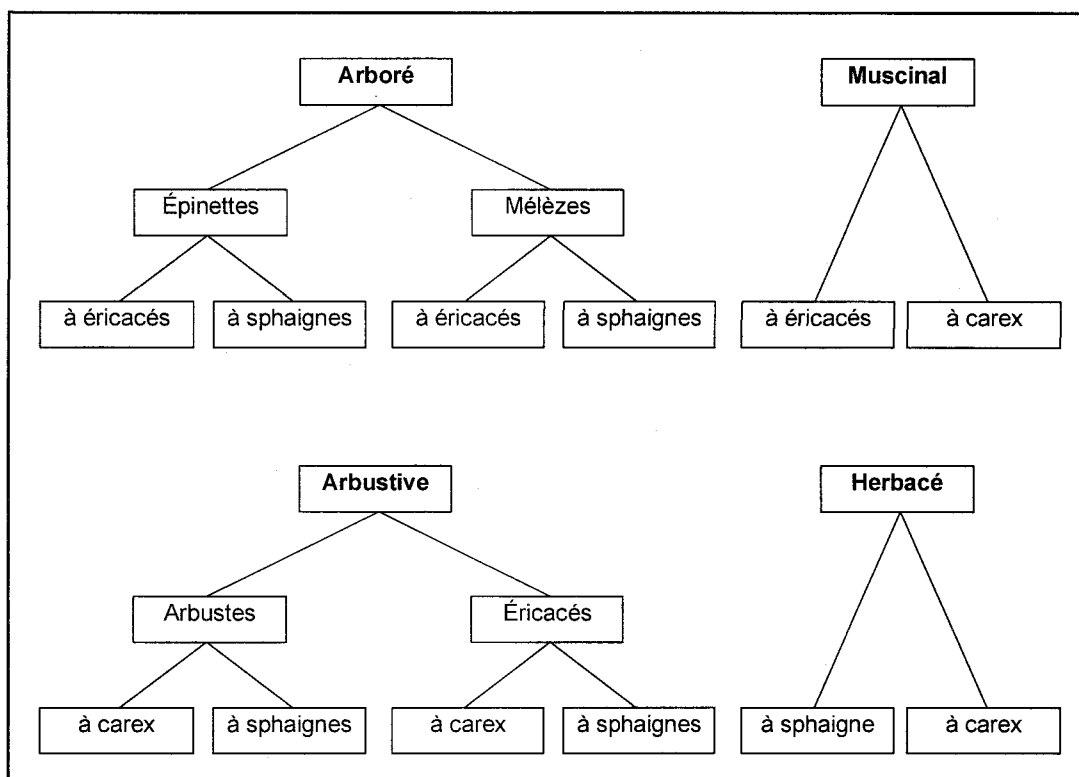 Arboré
Muscinal
Épinettes
Mélèzes
à éricacés
à sphaignes
à éricacés
à sphaignes
à éricacés
à carex
Arbustive
Herbacé
Arbustes
Éricacés
à carex
à sphaignes
à carex
à sphaignes
à sphaigne
à carex